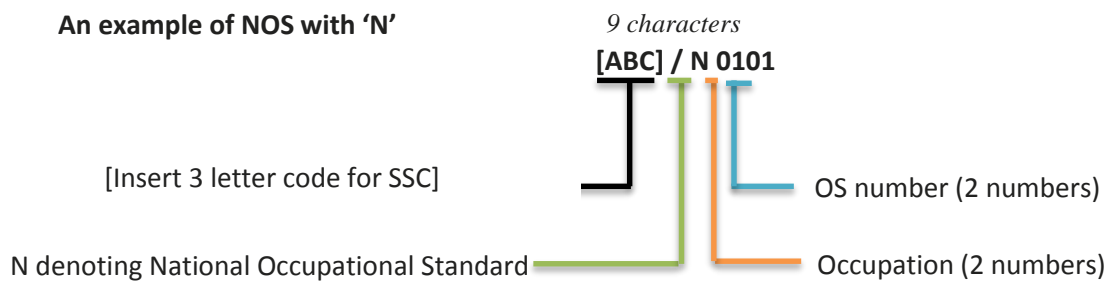 An example of NOS with ‘N’
9 characters
[ABC] / N 0101
[Insert 3 letter code for SSC]
OS number (2 numbers)
N denoting National Occupational Standard
Occupation (2 numbers)